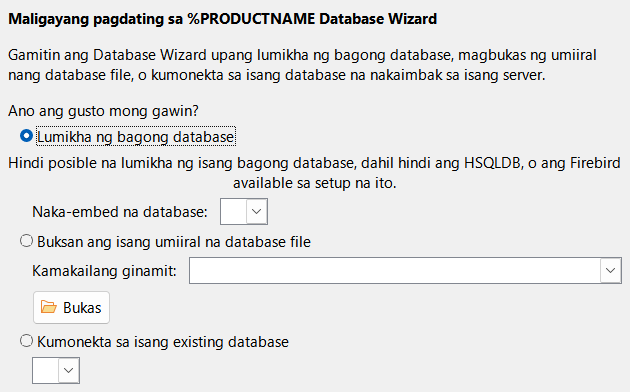 Maligayang pagdating sa %PRODUCTNAME Database Wizard
Gamitin ang Database Wizard upang lumikha ng bagong database, magbukas ng umiiral
nang database file, o kumonekta sa isang database na nakaimbak sa isang server.
Ano ang gusto mong gawin?
Lumikha ng bagong database
Hindi posible na lumikha ng isang bagong database, dahil hindi ang HSQLDB, o ang Firebird
available sa setup na ito.
Naka-embed na database:
Buksan ang isang umiiral na database file
Kamakailang ginamit:
Bukas
Kumonekta sa isang existing database